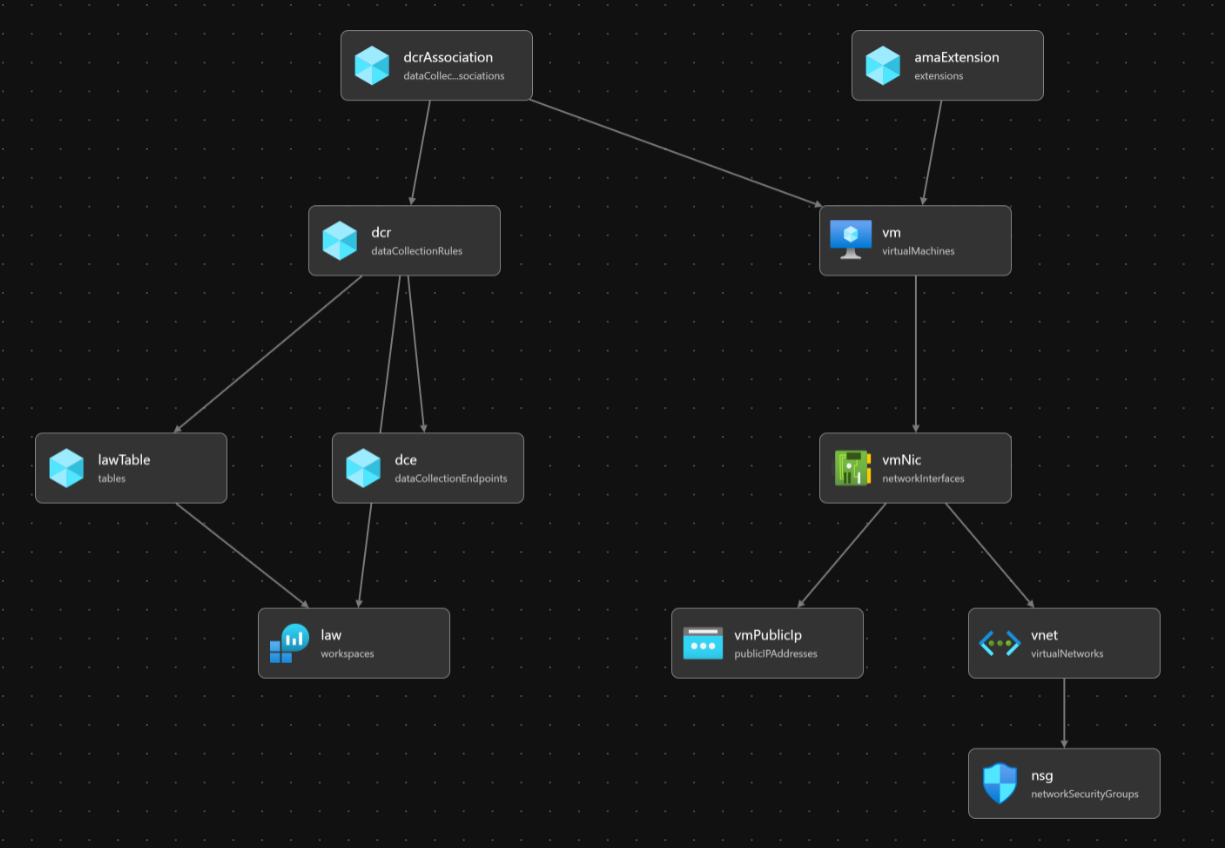 dcrAssociation
dataCollec...sociations
amaExtension
extensions
dcr
dataCollectionRules
vm
virtualMachines
lawTable
tables
dce
dataCollectionEndpoints
vmNic
networkInterfaces
law
workspaces
vmPublicIp
publicIPAddresses
vnet
virtualNetworks
nsg
networkSecurityGroups